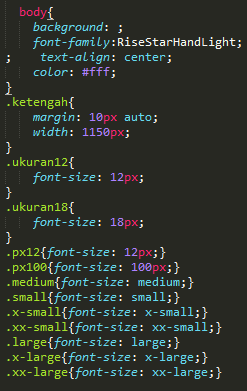 body{
background: ;
font-family:RiseStarHandLight;
; text-align: center;
color: #fff;
}
.ketengah{
margin: 10px auto;
width: 1150px;
}
.ukuran12{
font-size: 12px;
}
.ukuran18{
font-size: 18px;
}
.px12{font-size: 12px;}
.px100{font-size: 100px;}
.medium{font-size: medium;}
.small{font-size: small;}
.x-small{font-size: x-small;}
.xx-small{font-size: xx-small;}
.large{font-size: large;}
.x-large{font-size: x-large;}
.xx-large{font-size: xx-large;}